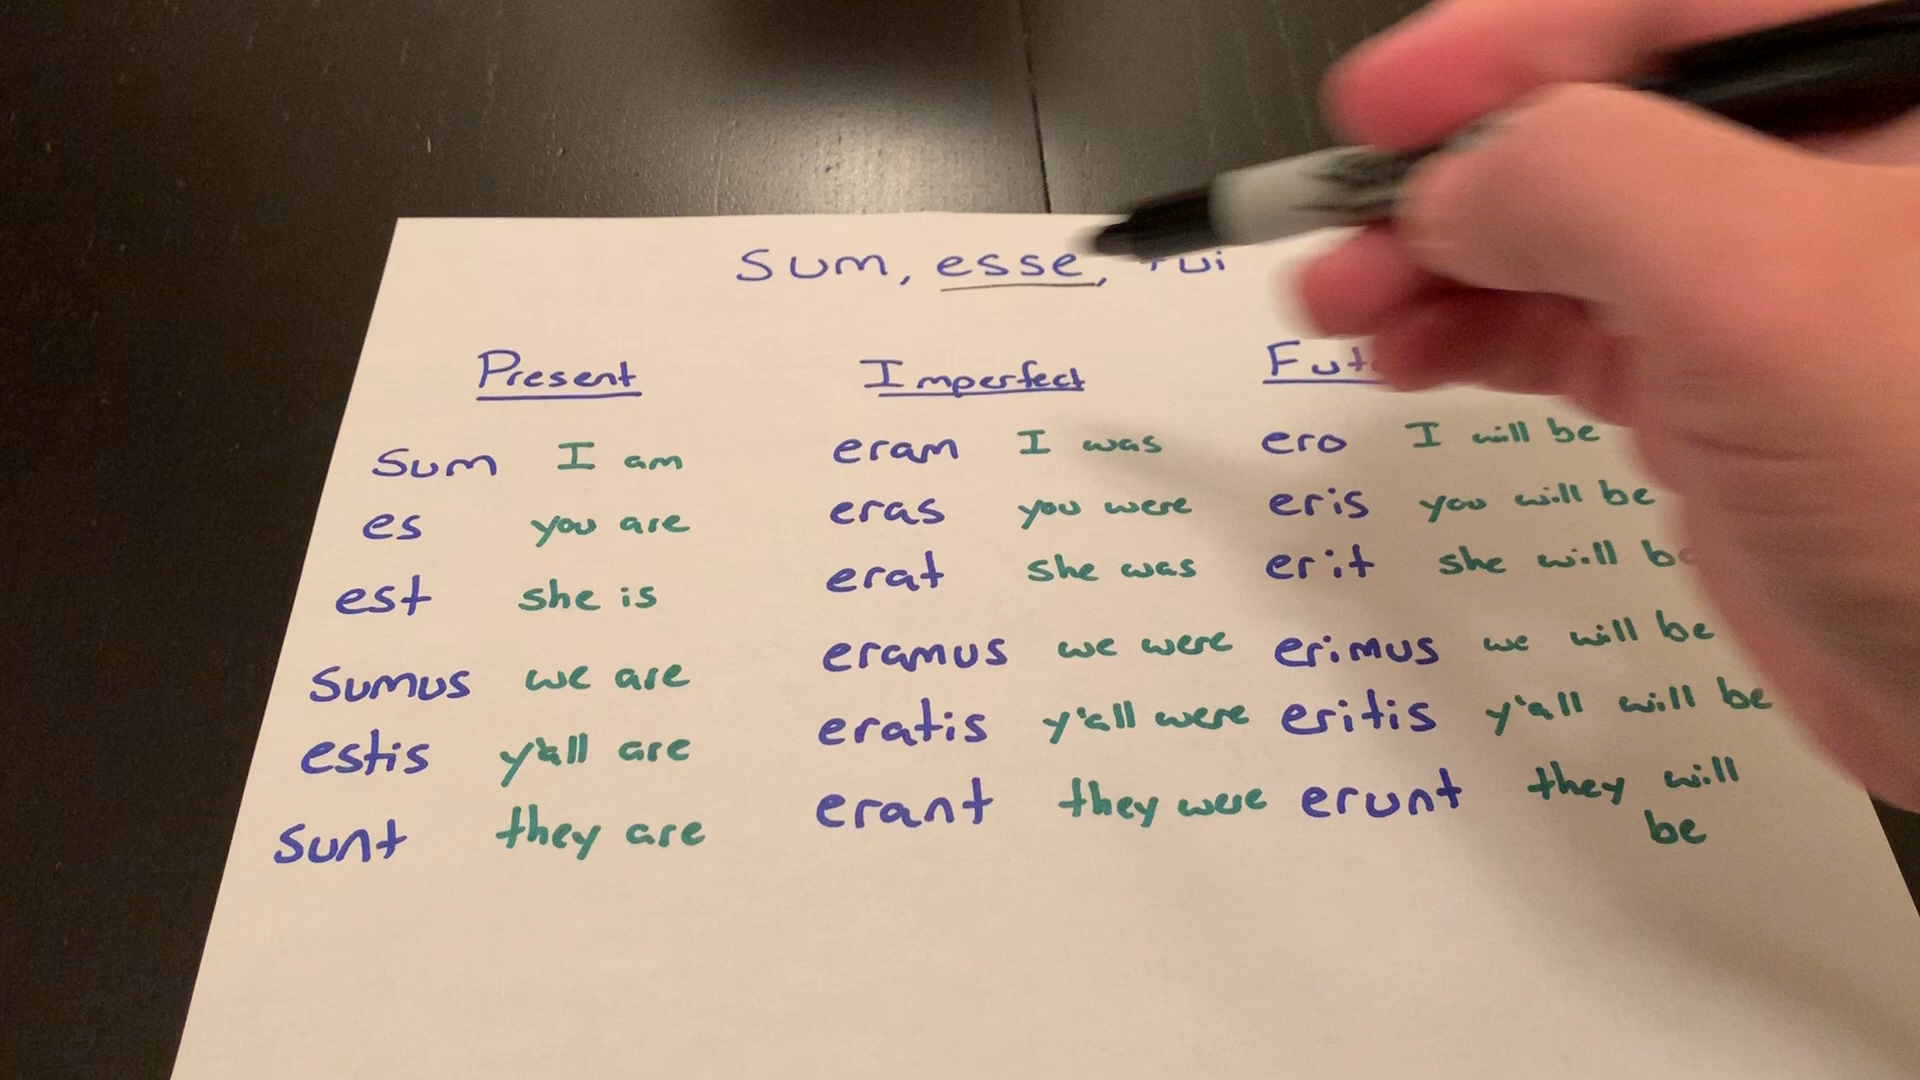 Sum, esse, fui
Present Imperfect
sum I am eram I was ero I will be
es you are eras you were eris you will be
est she is erat she was erit she will be
sumus we are eramus we were erimus we will be
estis y'all are eratis y'all were eritis y'all will be
sunt they are erant they were erunt they will
be